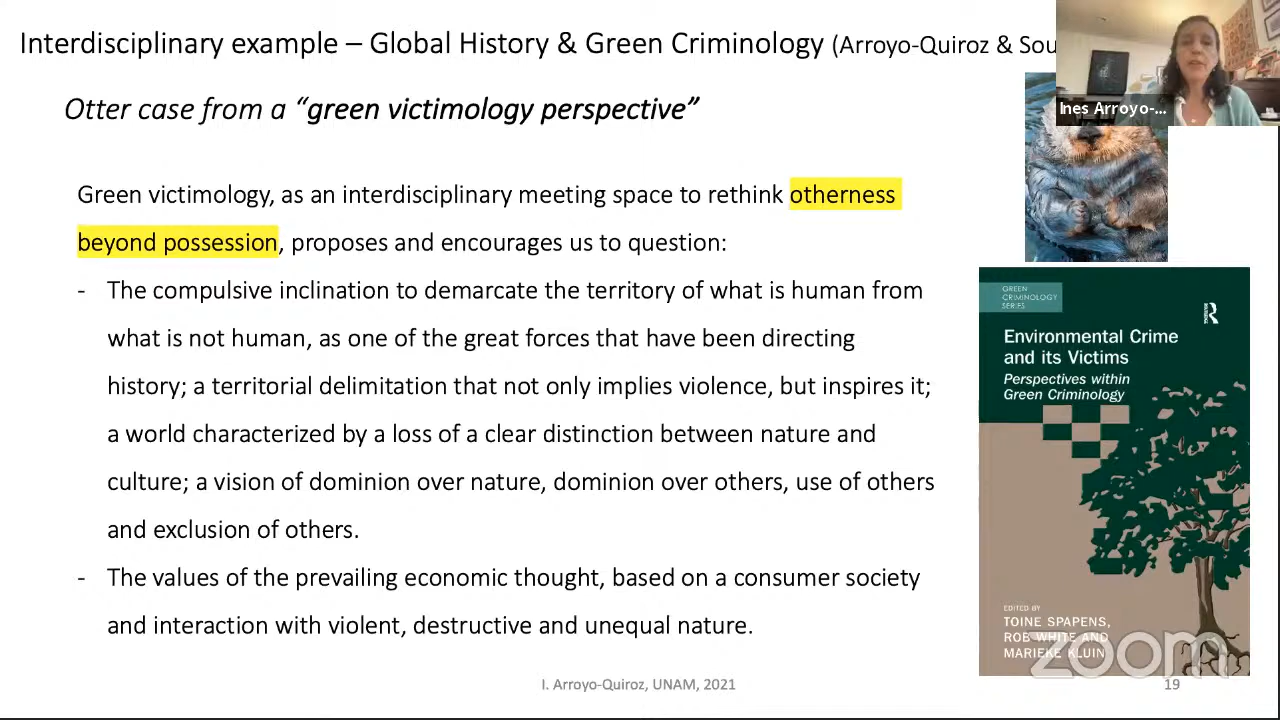 Interdisciplinary example – Global History & Green Criminology (Arroyo-Quiroz & Sou
Ines Arroyo-...
Otter case from a “green victimology perspective”
Green victimology, as an interdisciplinary meeting space to rethink otherness
beyond possession, proposes and encourages us to question:
- The compulsive inclination to demarcate the territory of what is human from
what is not human, as one of the great forces that have been directing
history; a territorial delimitation that not only implies violence, but inspires it;
a world characterized by a loss of a clear distinction between nature and
culture; a vision of dominion over nature, dominion over others, use of others
and exclusion of others.
- The values of the prevailing economic thought, based on a consumer society
and interaction with violent, destructive and unequal nature.
GREEN
CRIMINOLOGY
SERIES
R
Environmental Crime
and its Victims
Perspectives within
Green Criminology
EDITED BY
TOINE SPAPENS,
ROB WHITE AND
MARIEKE KLUIN
zoom
I. Arroyo-Quiroz, UNAM, 2021
19